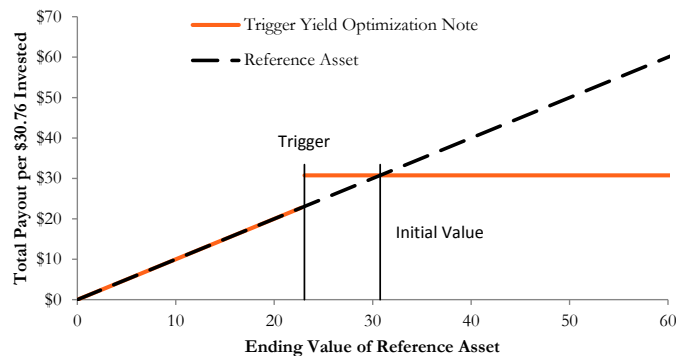 Trigger Yield Optimization Note
Reference Asset
Total Payout per $30.76 Invested
$70
$60
$50
$40
$30
$20
$10
$0
Trigger
Initial Value
0
10
20
30
40
50
60
Ending Value of Reference Asset